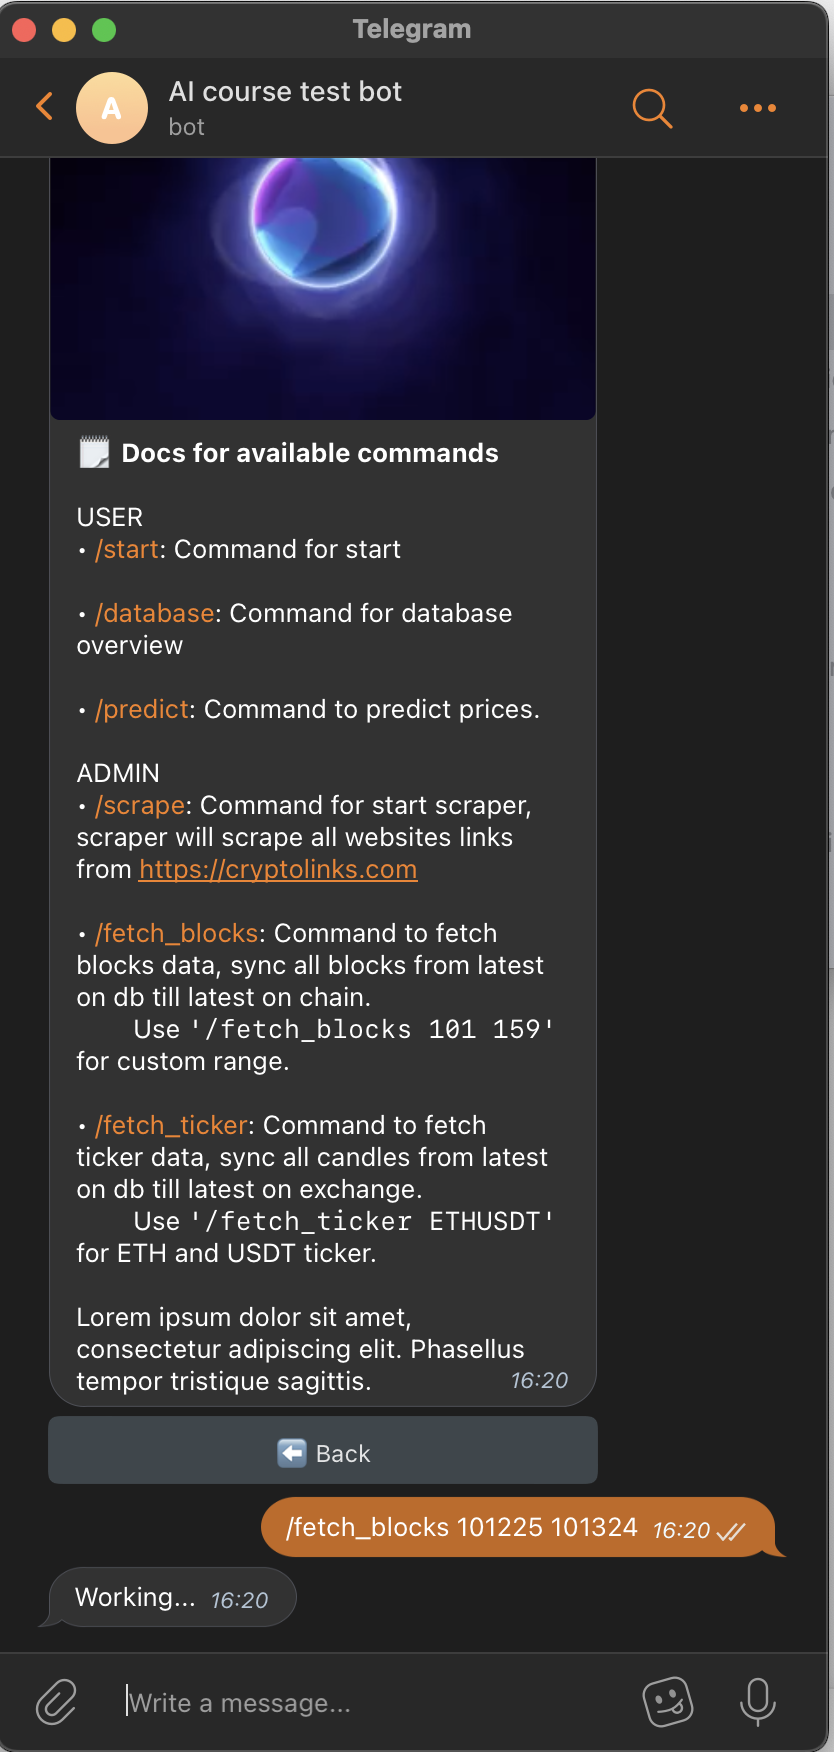 Telegram
A
AI course test bot
bot
Docs for available commands
USER
• /start: Command for start
• /database: Command for database
overview
• /predict: Command to predict prices.
ADMIN
• /scrape: Command for start scraper,
scraper will scrape all websites links
from https://cryptolinks.com
• /fetch_blocks: Command to fetch
blocks data, sync all blocks from latest
on db till latest on chain.
Use '/fetch_blocks 101 159'
for custom range.
• /fetch_ticker: Command to fetch
ticker data, sync all candles from latest
on db till latest on exchange.
Use '/fetch_ticker ETHUSDT'
for ETH and USDT ticker.
Lorem ipsum dolor sit amet,
consectetur adipiscing elit. Phasellus
tempor tristique sagittis. 16:20
Back
/fetch_blocks 101225 101324 16:20
Working... 16:20
Write a message...